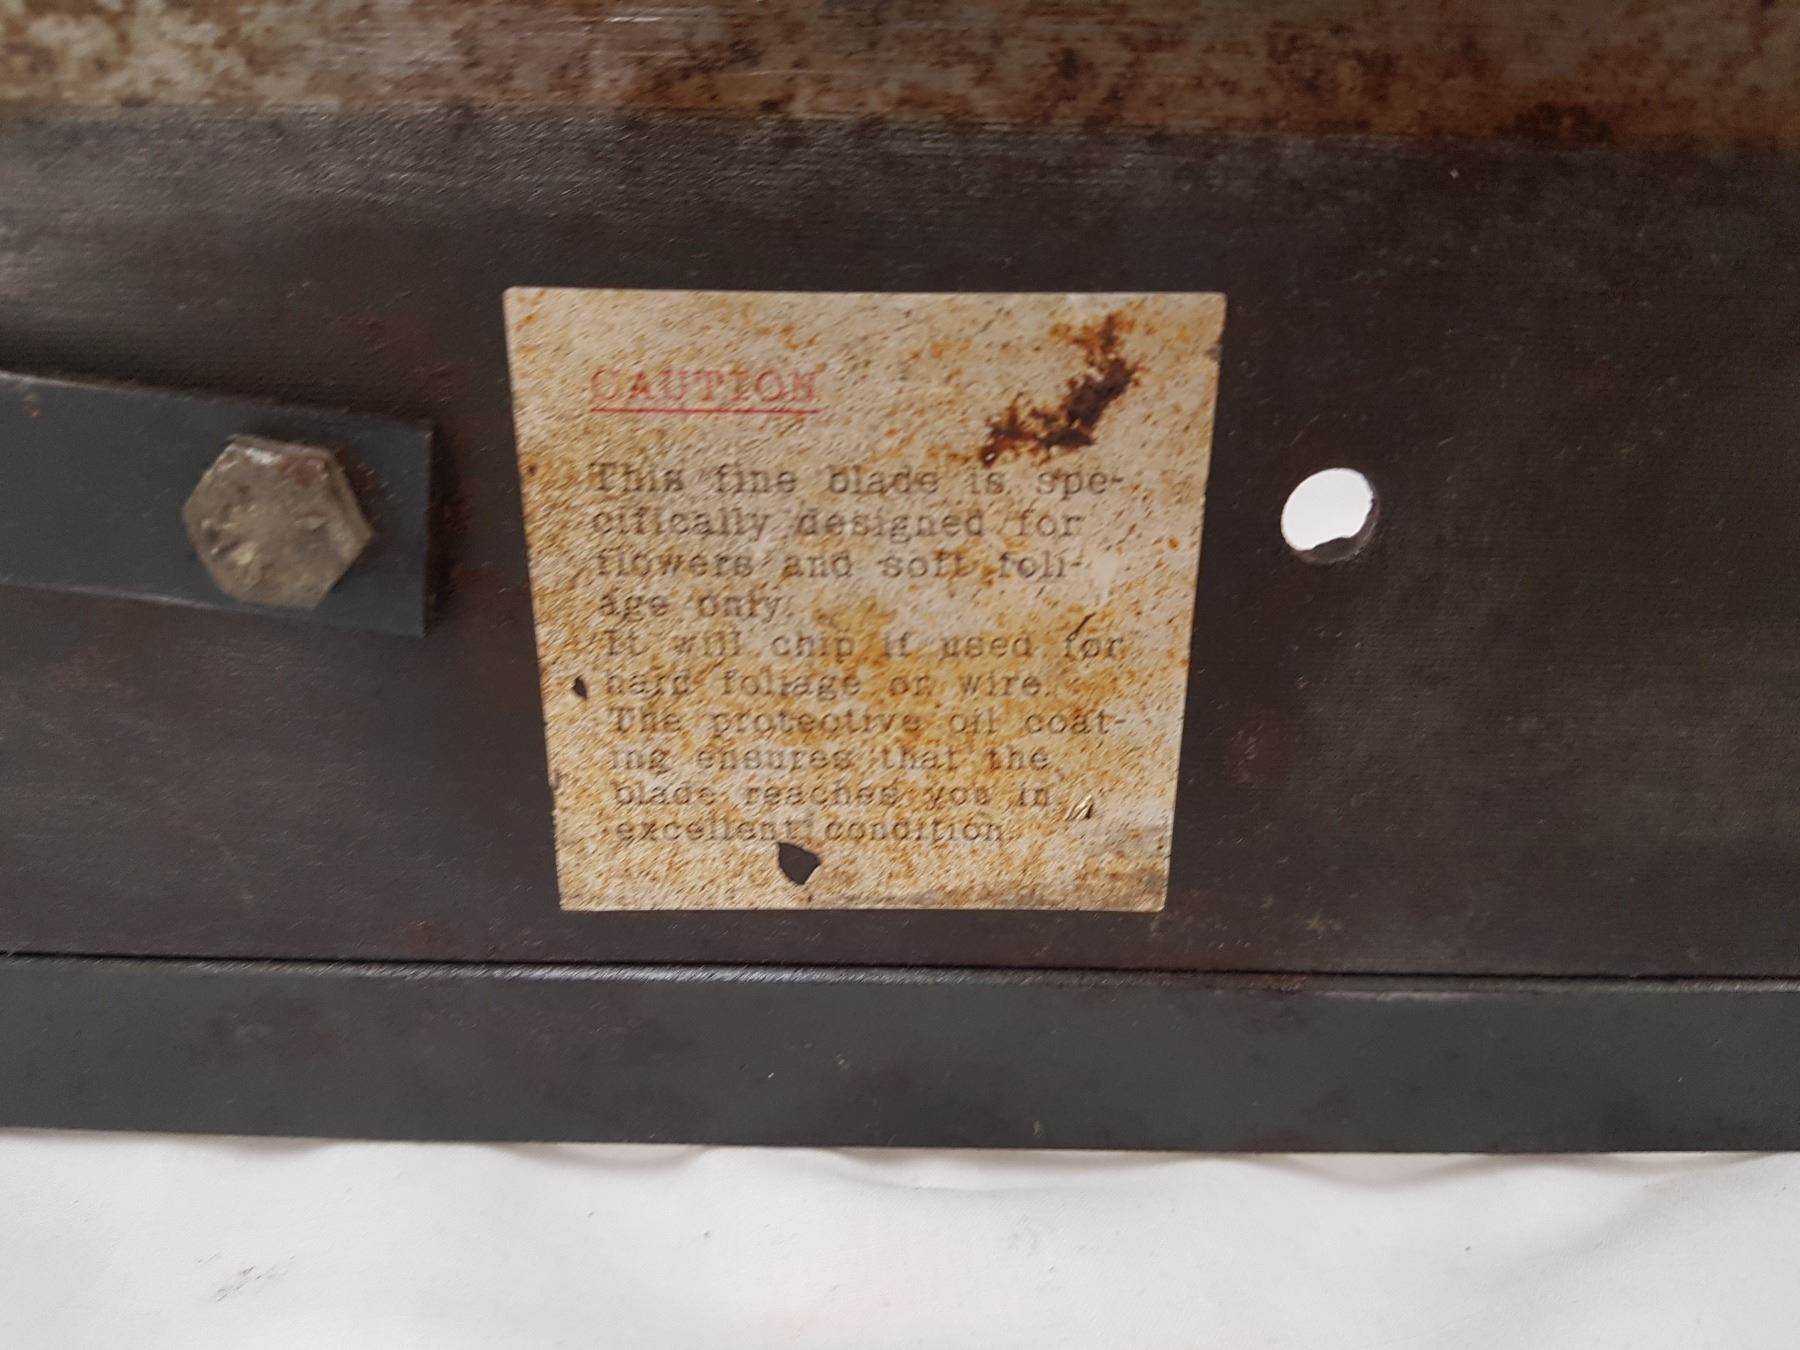 CAUTION
This fine blade is spe-
cifically designed for
flowers and soft foli-
age only.
It will chip if used for
hard foliage or wire.
The protective oil coat-
ing ensures that the
blade reaches you in
excellent condition.